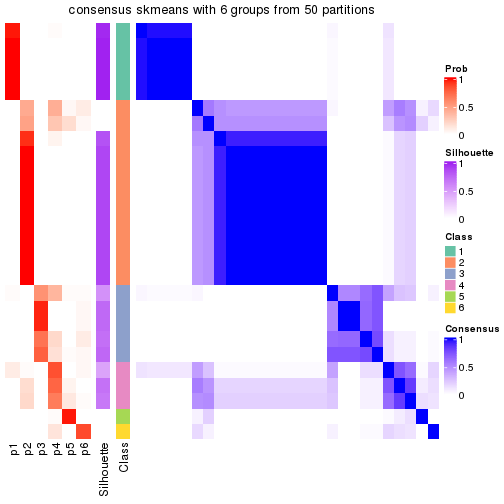 consensus skmeans with 6 groups from 50 partitions
Prob
1
0.5
0
Silhouette
1
0.5
0
Class
1
2
3
4
5
6
Consensus
1
0.5
0
p1
p2
p3
p4
p5
p6
Silhouette
Class